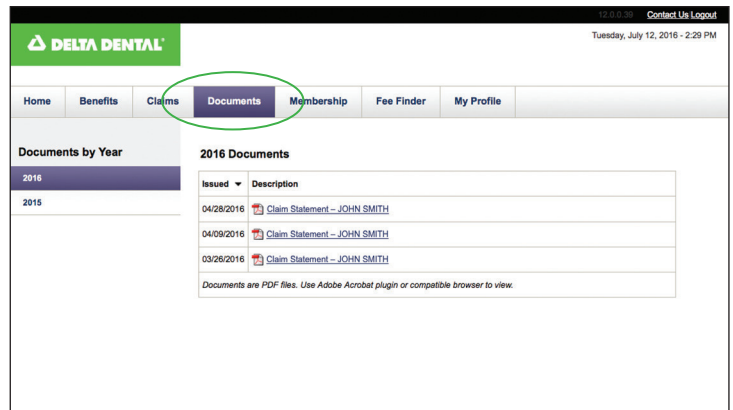 12.0.0.39 Contact Us Logout
DELTA DENTAL®
Tuesday, July 12, 2016 - 2:29 PM
Home Benefits Claims Documents Membership Fee Finder My Profile
Documents by Year
2016
2015
2016 Documents
Issued Description
04/28/2016 Claim Statement – JOHN SMITH
04/09/2016 Claim Statement – JOHN SMITH
03/26/2016 Claim Statement – JOHN SMITH
Documents are PDF files. Use Adobe Acrobat plugin or compatible browser to view.